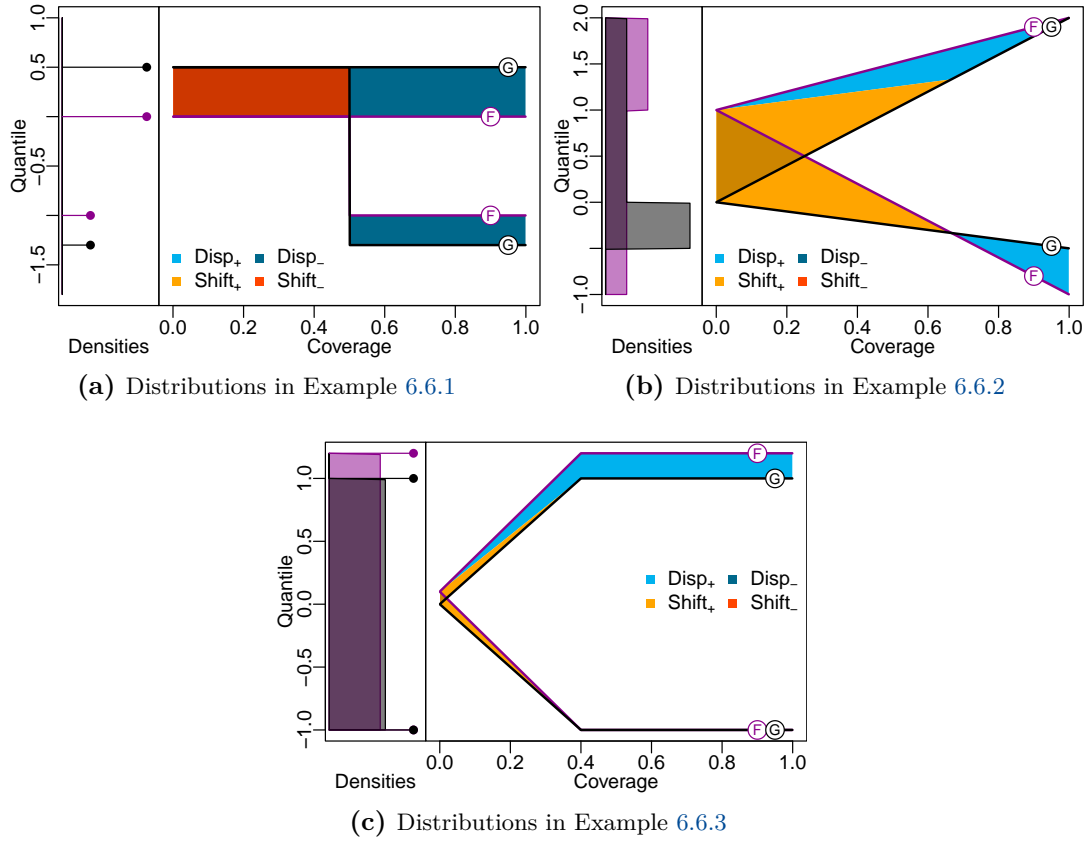 1.0
0.5
−0.5
−1.5
Quantile
G
F
F
G
Disp₊ Disp₋
Shift₊ Shift₋
0.0 0.2 0.4 0.6 0.8 1.0
Densities Coverage
(a) Distributions in Example 6.6.1
2.0
1.5
1.0
0.5
0.0
−1.0
Quantile
F G
G
F
Disp₊ Disp₋
Shift₊ Shift₋
0.0 0.2 0.4 0.6 0.8 1.0
Densities Coverage
(b) Distributions in Example 6.6.2
1.0
0.5
0.0
−0.5
−1.0
Quantile
F
G
Disp₊ Disp₋
Shift₊ Shift₋
F G
0.0 0.2 0.4 0.6 0.8 1.0
Densities Coverage
(c) Distributions in Example 6.6.3